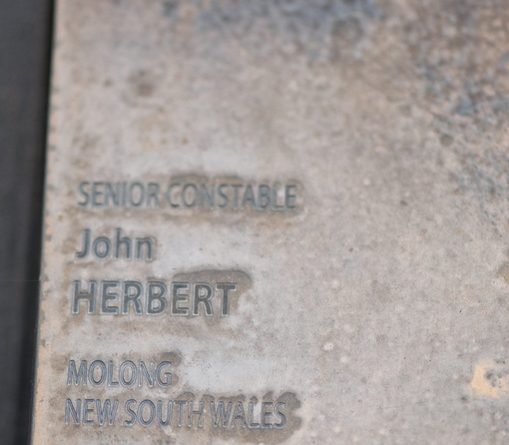 SENIOR CONSTABLE
John
HERBERT
MOLONG
NEW SOUTH WALES